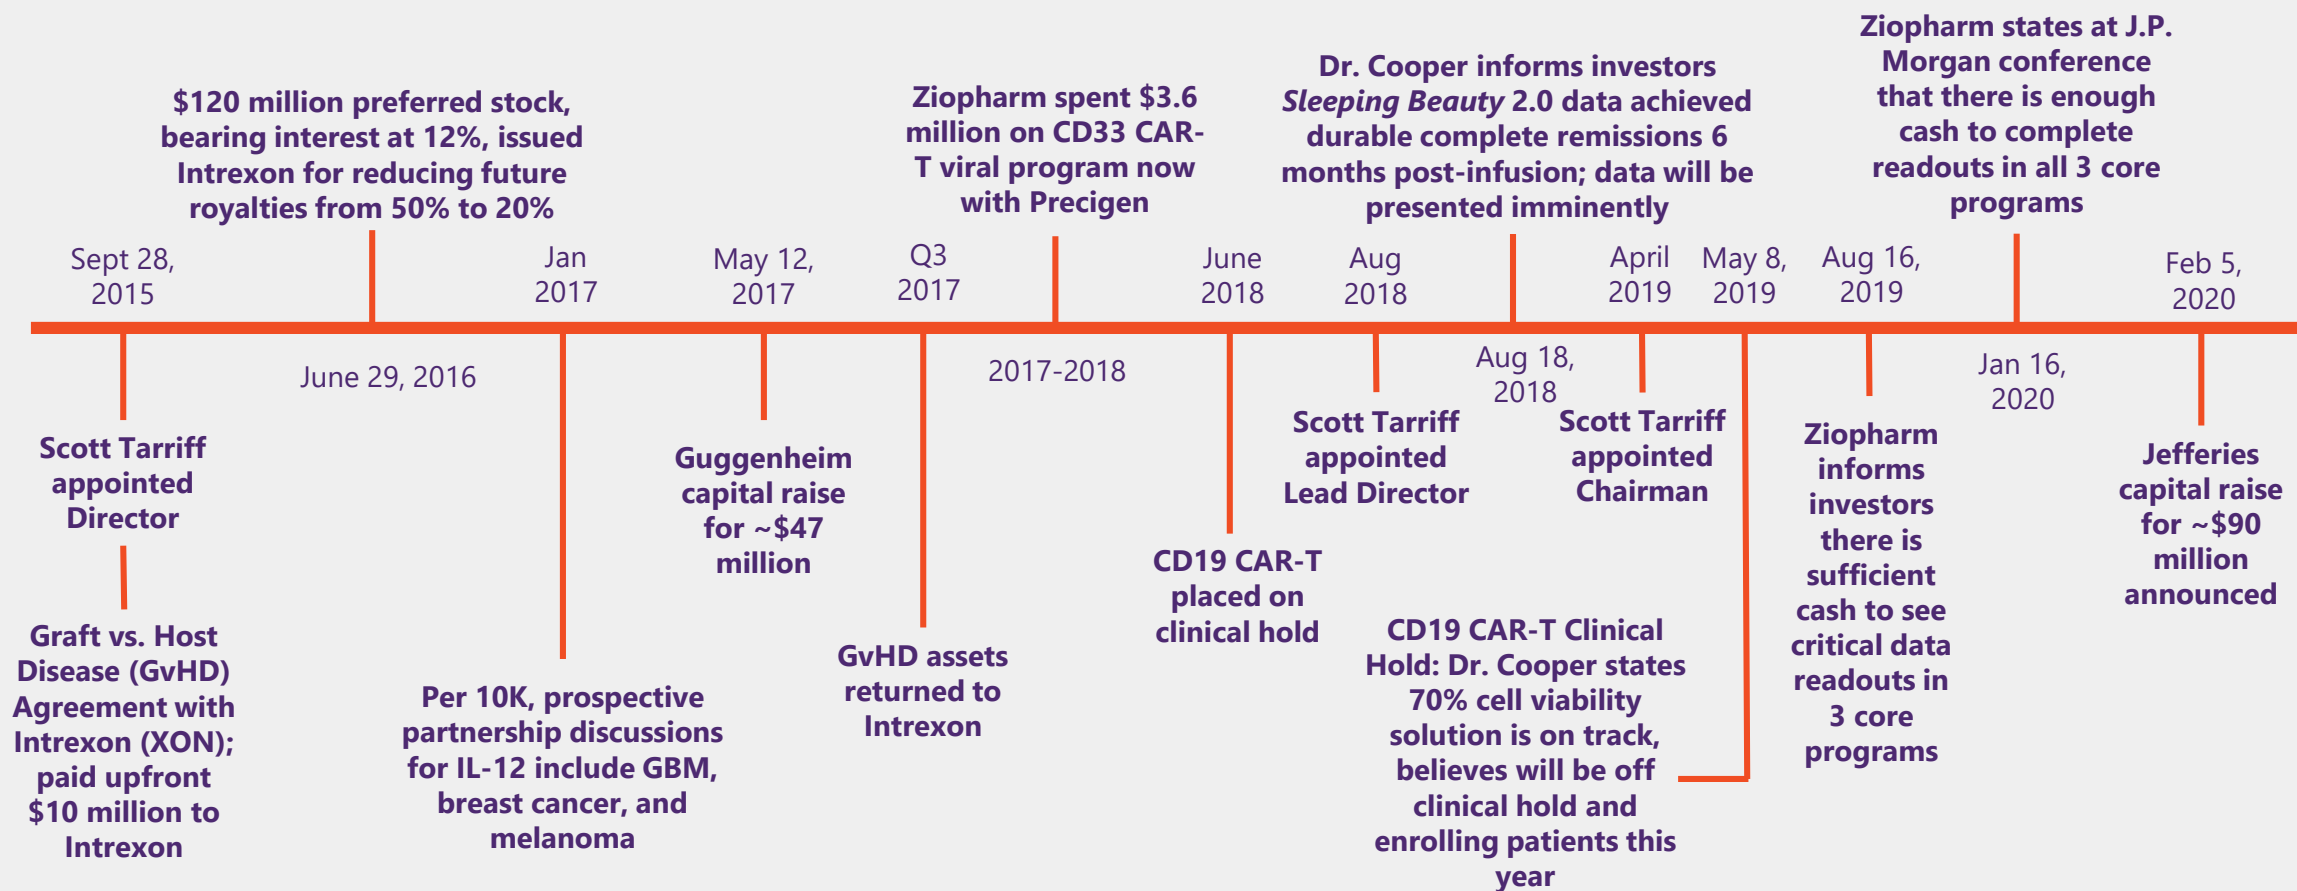 Sept 28,
2015
Scott Tarriff
appointed
Director
Graft vs. Host
Disease (GvHD)
Agreement with
Intrexon (XON);
paid upfront
$10 million to
Intrexon
$120 million preferred stock,
bearing interest at 12%, issued
Intrexon for reducing future
royalties from 50% to 20%
June 29, 2016
Jan
2017
Per 10K, prospective
partnership discussions
for IL-12 include GBM,
breast cancer, and
melanoma
May 12,
2017
Guggenheim
capital raise
for ~$47
million
Q3
2017
GvHD assets
returned to
Intrexon
Ziopharm spent $3.6
million on CD33 CAR-
T viral program now
with Precigen
2017-2018
June
2018
CD19 CAR-T
placed on
clinical hold
Aug
2018
Scott Tarriff
appointed
Lead Director
Dr. Cooper informs investors
Sleeping Beauty 2.0 data achieved
durable complete remissions 6
months post-infusion; data will be
presented imminently
Aug 18,
2018
April
2019
Scott Tarriff
appointed
Chairman
May 8,
2019
CD19 CAR-T Clinical
Hold: Dr. Cooper states
70% cell viability
solution is on track,
believes will be off
clinical hold and
enrolling patients this
year
Aug 16,
2019
Ziopharm
informs
investors
there is
sufficient
cash to see
critical data
readouts in
3 core
programs
Ziopharm states at J.P.
Morgan conference
that there is enough
cash to complete
readouts in all 3 core
programs
Jan 16,
2020
Feb 5,
2020
Jefferies
capital raise
for ~$90
million
announced